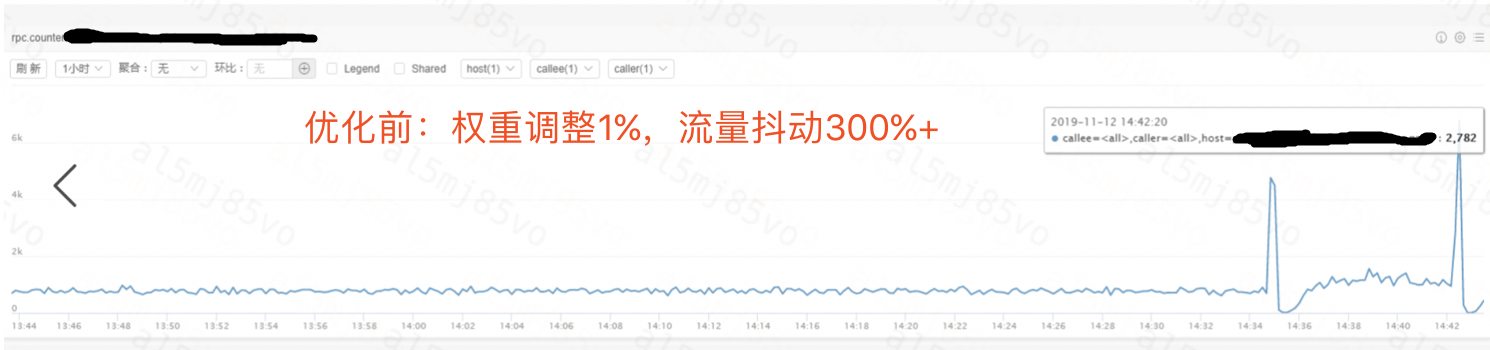 rpc.counter
刷 新 1小时 聚合： 无 环比： 无 Legend Shared host(1) callee(1) caller(1)
优化前：权重调整1%，流量抖动300%+
2019-11-12 14:42:20
callee=<all>,caller=<all>,host= : 2,782
6k
4k
2k
0
13:44 13:46 13:48 13:50 13:52 13:54 13:56 13:58 14:00 14:02 14:04 14:06 14:08 14:10 14:12 14:14 14:16 14:18 14:20 14:22 14:24 14:26 14:28 14:30 14:32 14:34 14:36 14:38 14:40 14:42
al5mj85vo